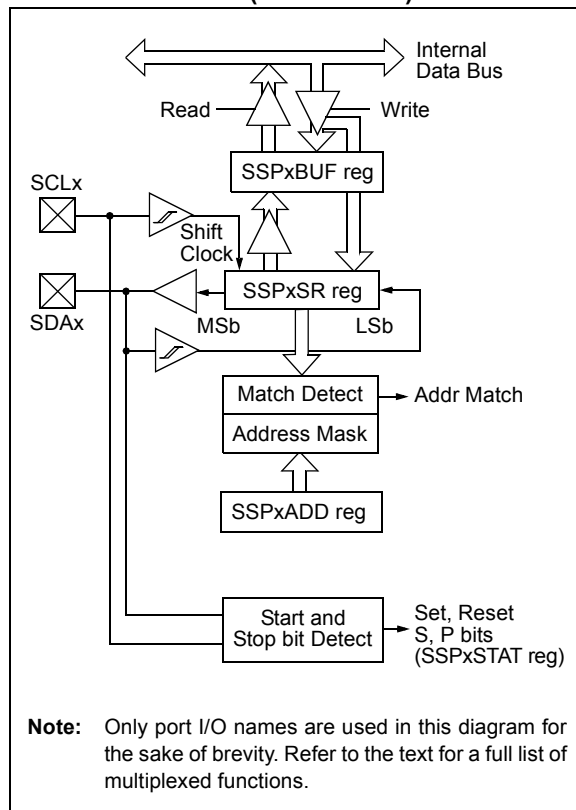 Internal
Data Bus
Read
Write
SSPxBUF reg
SCLx
Shift
Clock
SSPxSR reg
SDAx
MSb
LSb
Match Detect
Addr Match
Address Mask
SSPxADD reg
Start and
Stop bit Detect
Set, Reset
S, P bits
(SSPxSTAT reg)
Note: Only port I/O names are used in this diagram for
the sake of brevity. Refer to the text for a full list of
multiplexed functions.